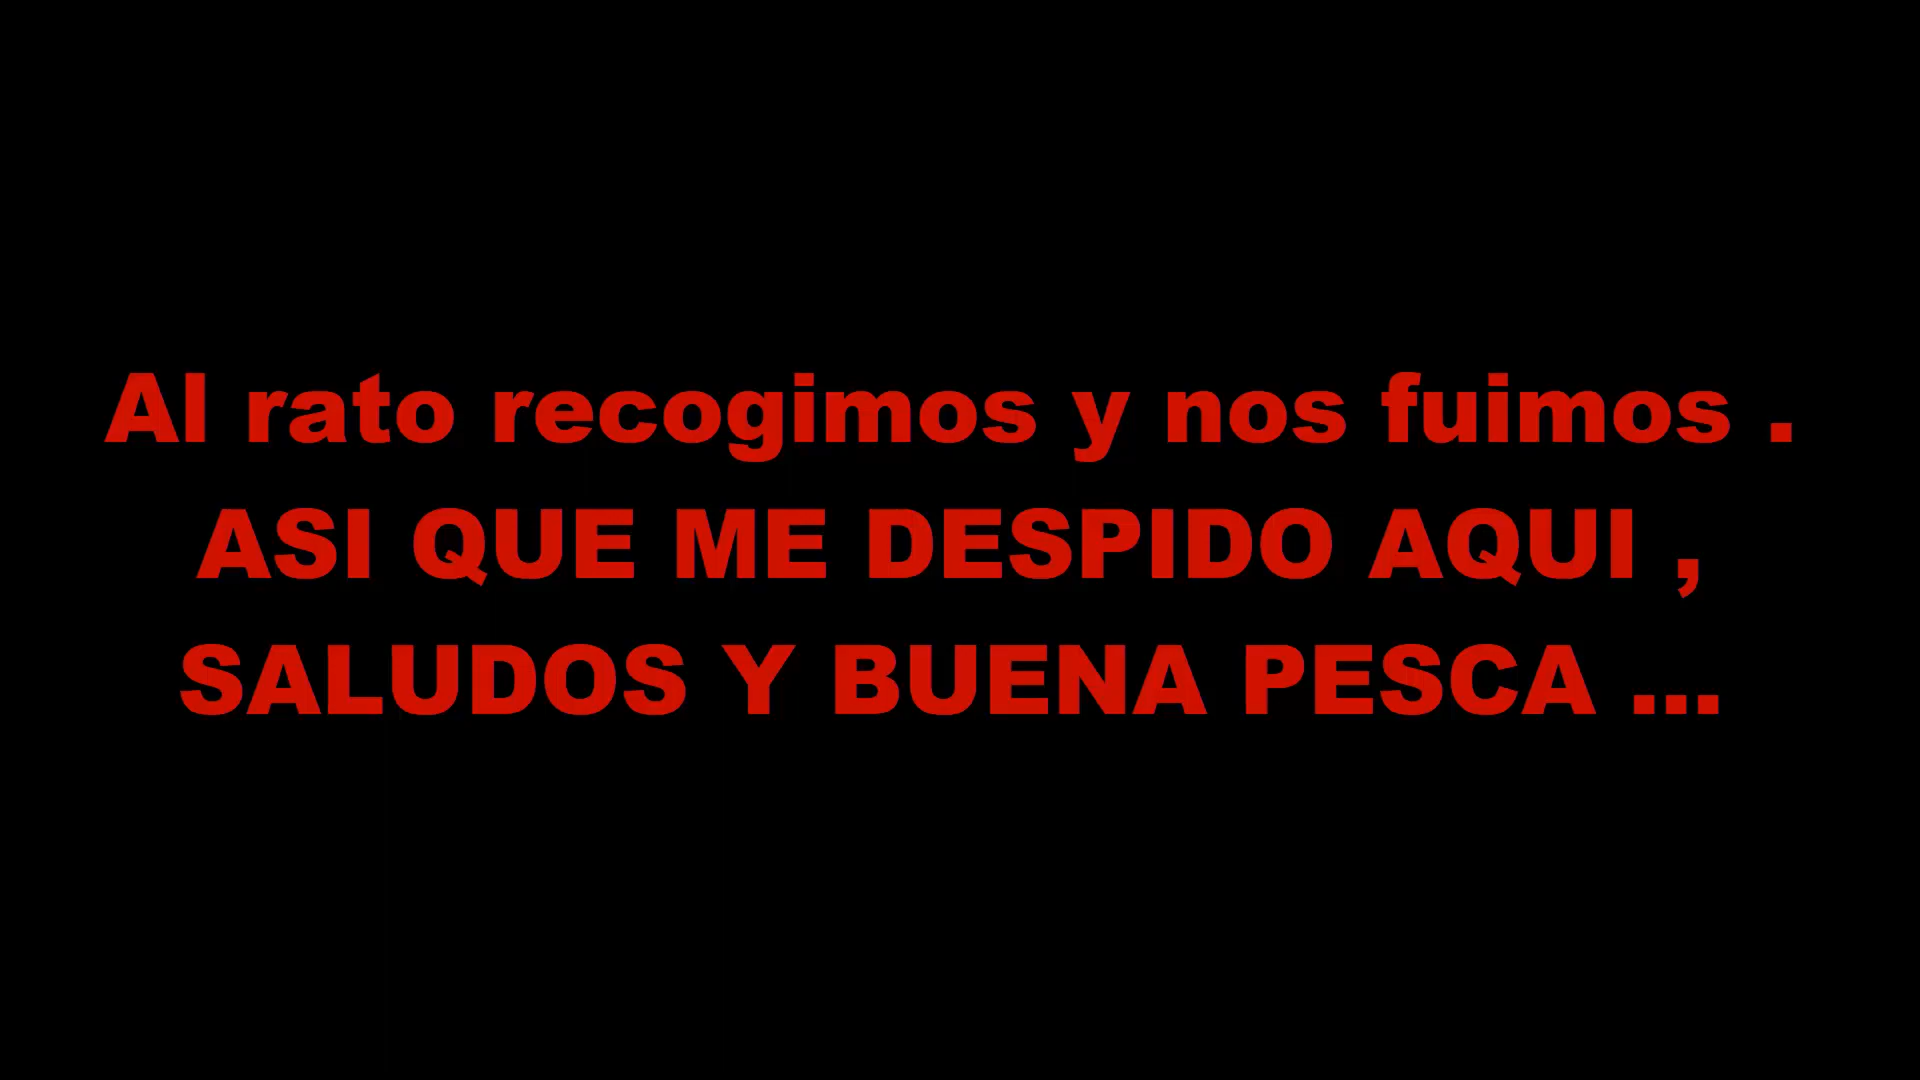 Al rato recogimos y nos fuimos .
ASI QUE ME DESPIDO AQUI ,
SALUDOS Y BUENA PESCA ...